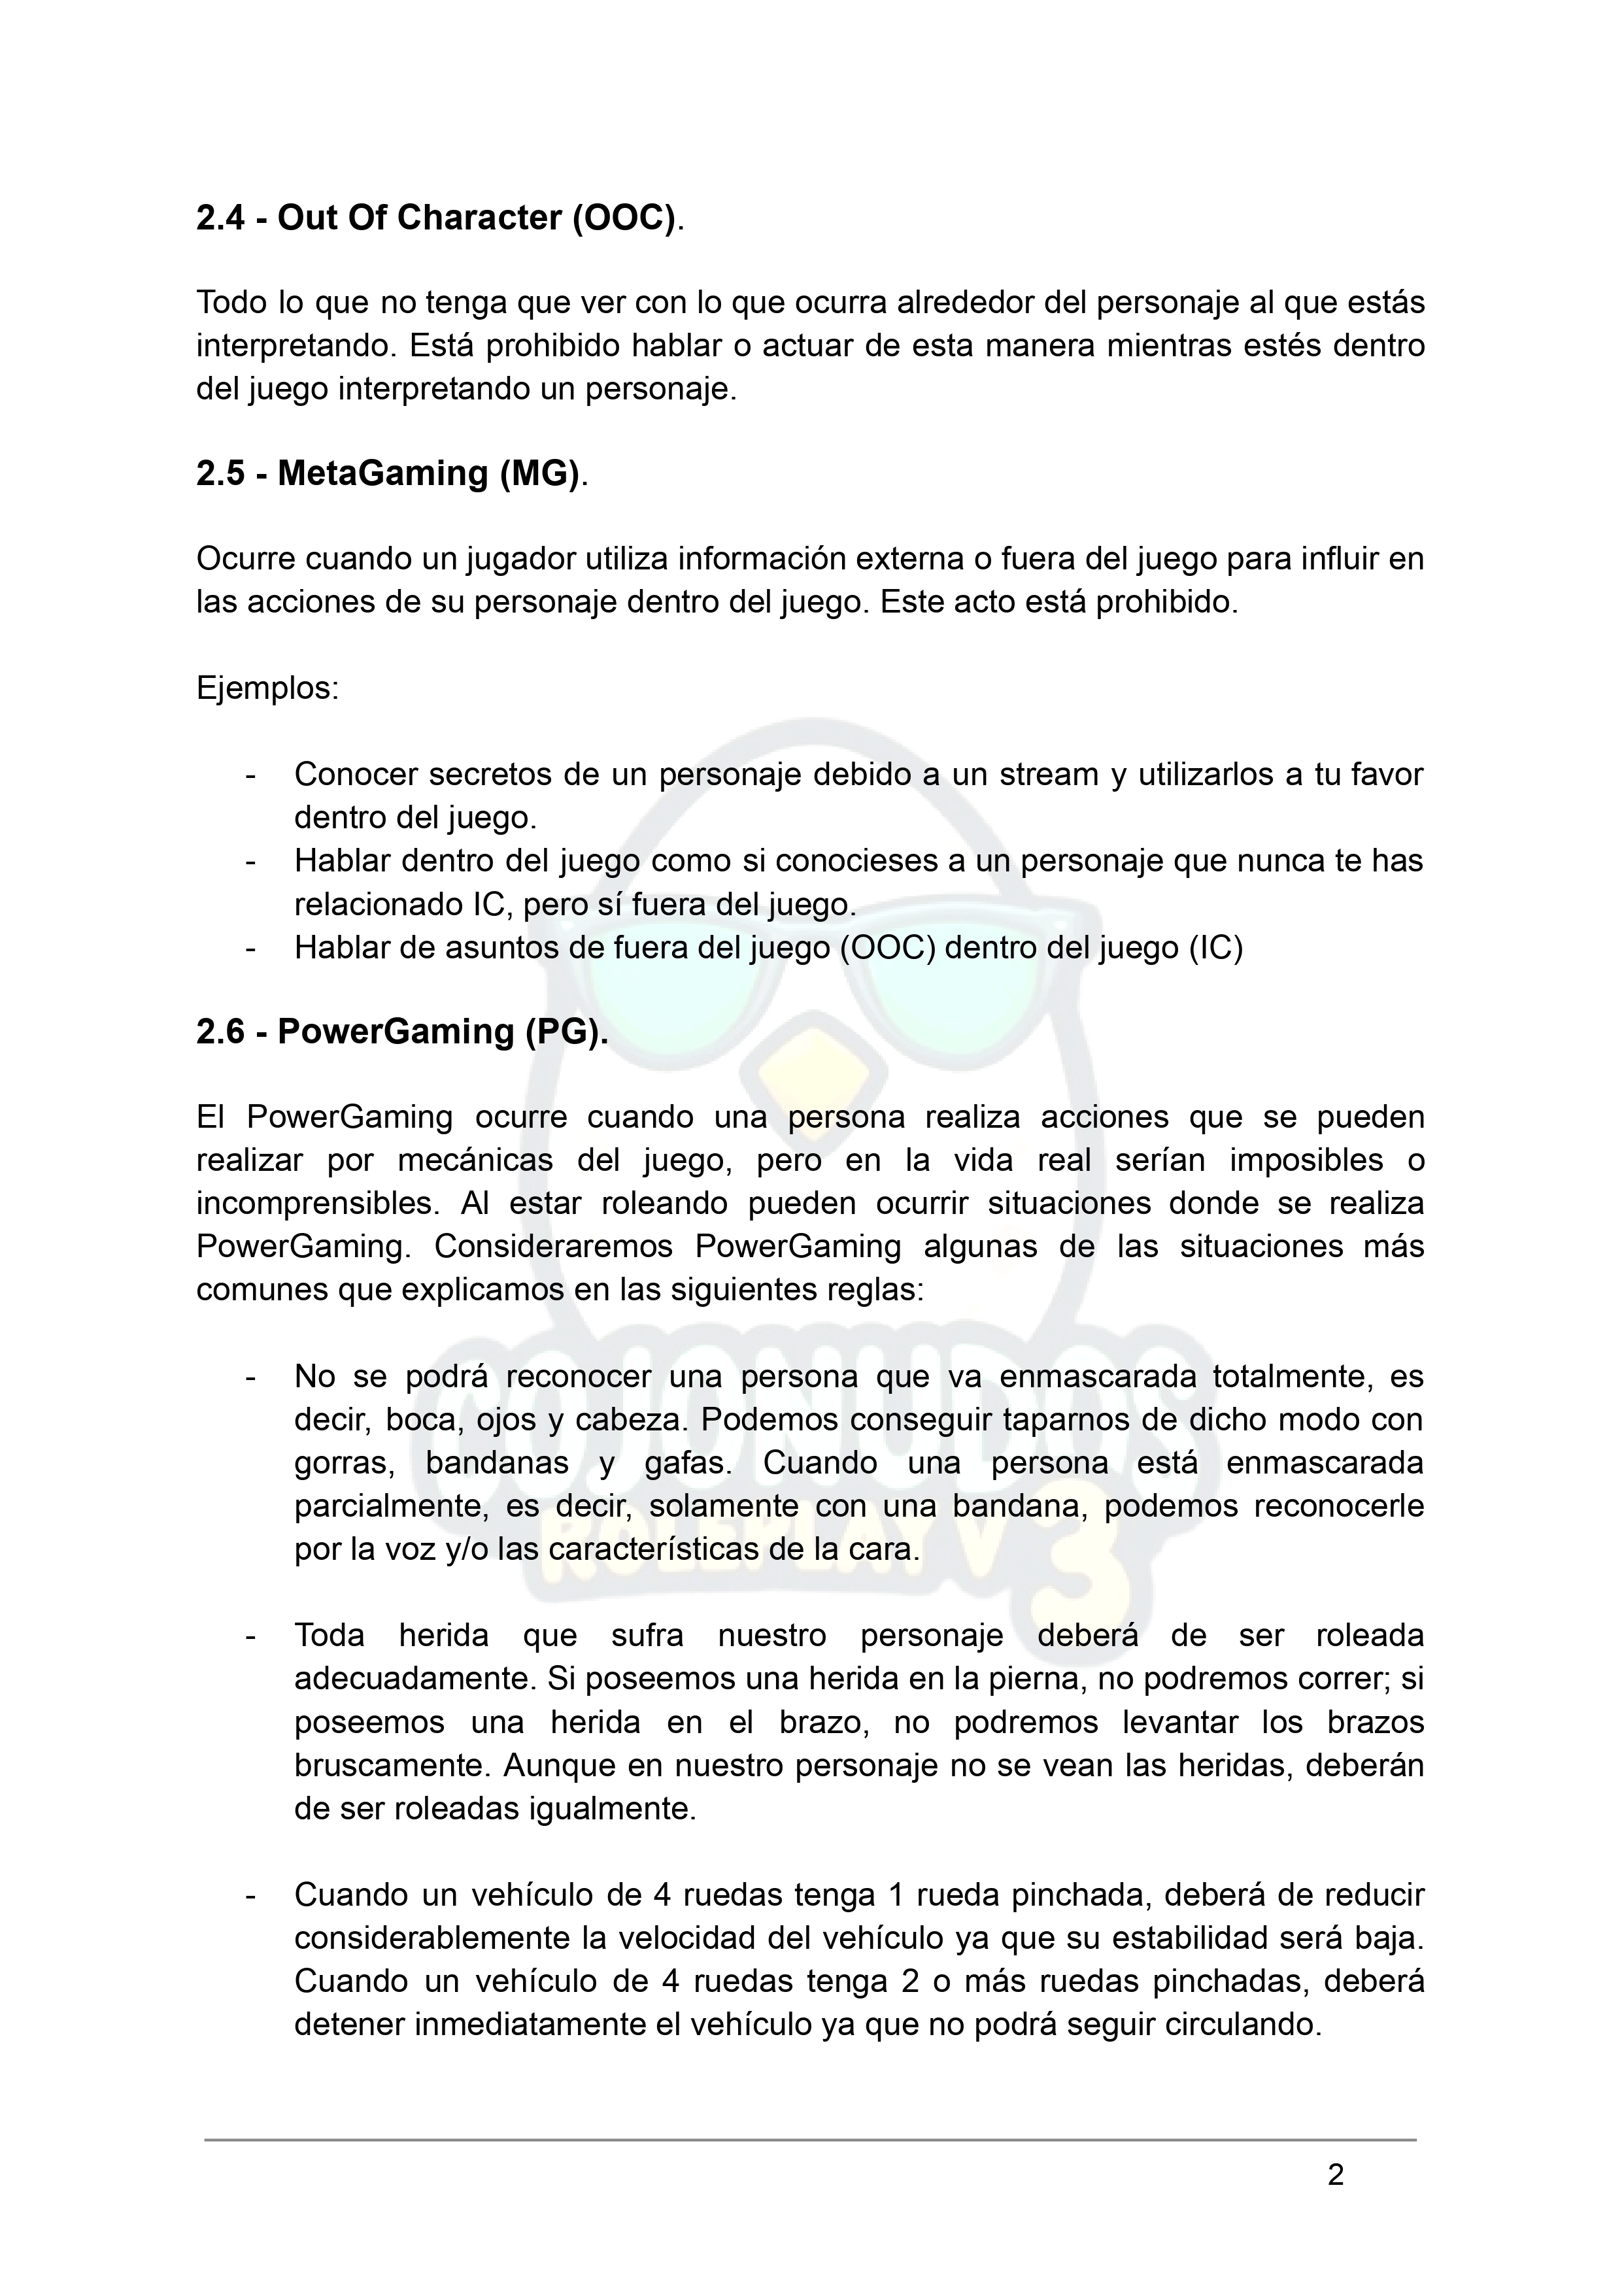 2.4 - Out Of Character (OOC).
Todo lo que no tenga que ver con lo que ocurra alrededor del personaje al que estás
interpretando. Está prohibido hablar o actuar de esta manera mientras estés dentro
del juego interpretando un personaje.
2.5 - MetaGaming (MG).
Ocurre cuando un jugador utiliza información externa o fuera del juego para influir en
las acciones de su personaje dentro del juego. Este acto está prohibido.
Ejemplos:
- Conocer secretos de un personaje debido a un stream y utilizarlos a tu favor
dentro del juego.
- Hablar dentro del juego como si conocieses a un personaje que nunca te has
relacionado IC, pero sí fuera del juego.
- Hablar de asuntos de fuera del juego (OOC) dentro del juego (IC)
2.6 - PowerGaming (PG).
El PowerGaming ocurre cuando una persona realiza acciones que se pueden
realizar por mecánicas del juego, pero en la vida real serían imposibles o
incomprensibles. Al estar roleando pueden ocurrir situaciones donde se realiza
PowerGaming. Consideraremos PowerGaming algunas de las situaciones más
comunes que explicamos en las siguientes reglas:
- No se podrá reconocer una persona que va enmascarada totalmente, es
decir, boca, ojos y cabeza. Podemos conseguir taparnos de dicho modo con
gorras, bandanas y gafas. Cuando una persona está enmascarada
parcialmente, es decir, solamente con una bandana, podemos reconocerle
por la voz y/o las características de la cara.
- Toda herida que sufra nuestro personaje deberá de ser roleada
adecuadamente. Si poseemos una herida en la pierna, no podremos correr; si
poseemos una herida en el brazo, no podremos levantar los brazos
bruscamente. Aunque en nuestro personaje no se vean las heridas, deberán
de ser roleadas igualmente.
- Cuando un vehículo de 4 ruedas tenga 1 rueda pinchada, deberá de reducir
considerablemente la velocidad del vehículo ya que su estabilidad será baja.
Cuando un vehículo de 4 ruedas tenga 2 o más ruedas pinchadas, deberá
detener inmediatamente el vehículo ya que no podrá seguir circulando.
COJONUDOS
ROLEPLAY V3
2